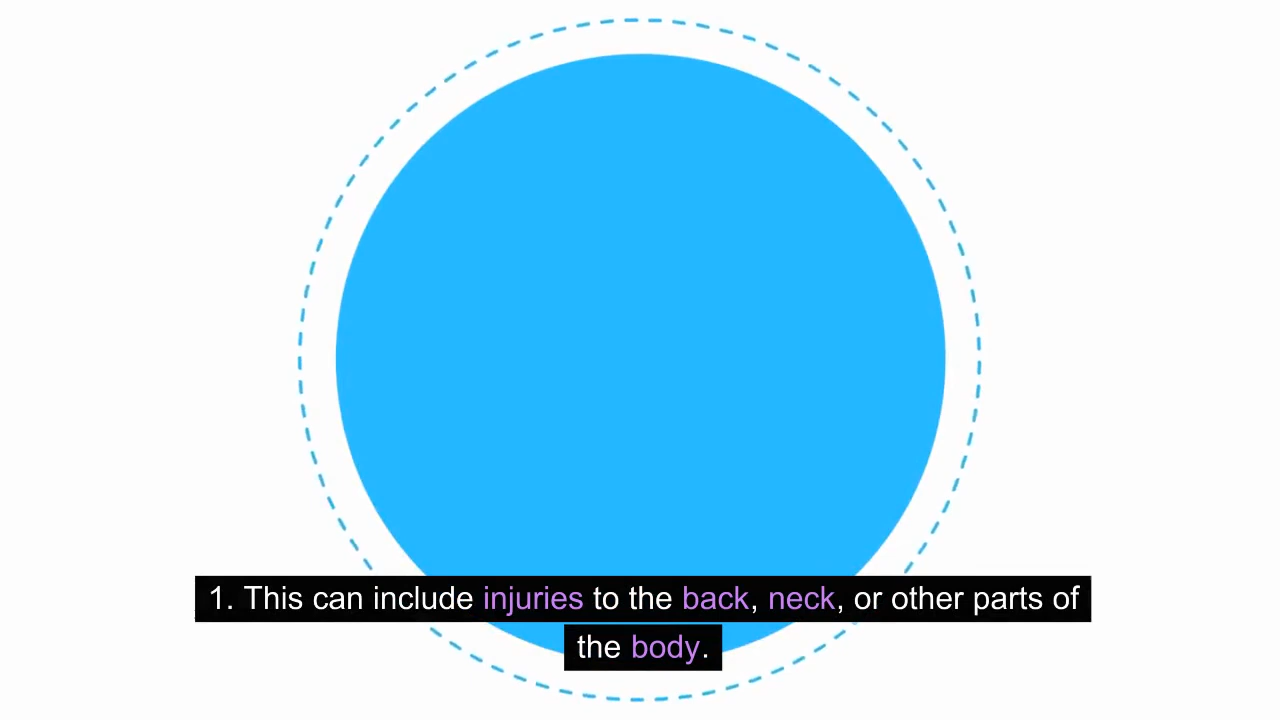 1. This can include injuries to the back, neck, or other parts of
the body.